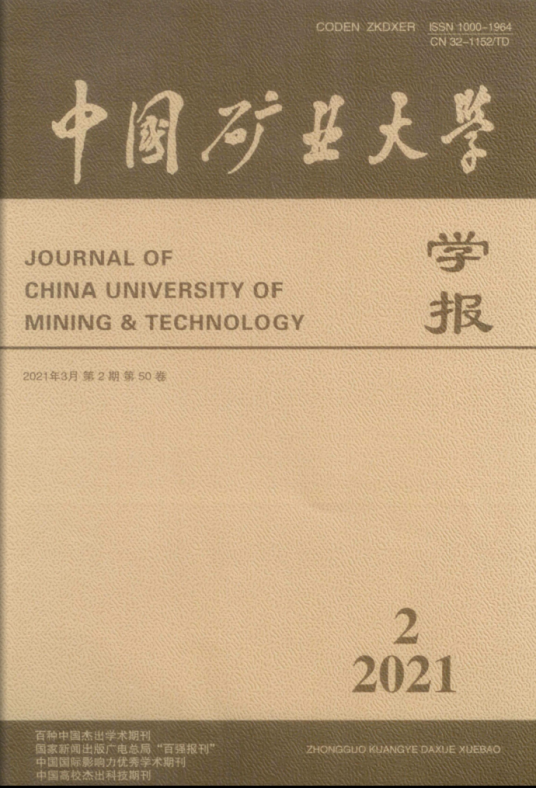 CODEN ZKDXER ISSN 1000-1964
CN 32-1152/TD
中國矿业大學
学
报
JOURNAL OF
CHINA UNIVERSITY OF
MINING & TECHNOLOGY
2021年3月 第2期 第50卷
2
2021
百种中国杰出学术期刊
国家新闻出版广电总局“百强报刊”
中国国际影响力优秀学术期刊
中国高校杰出科技期刊
ZHONGGUO KUANGYE DAXUE XUEBAO